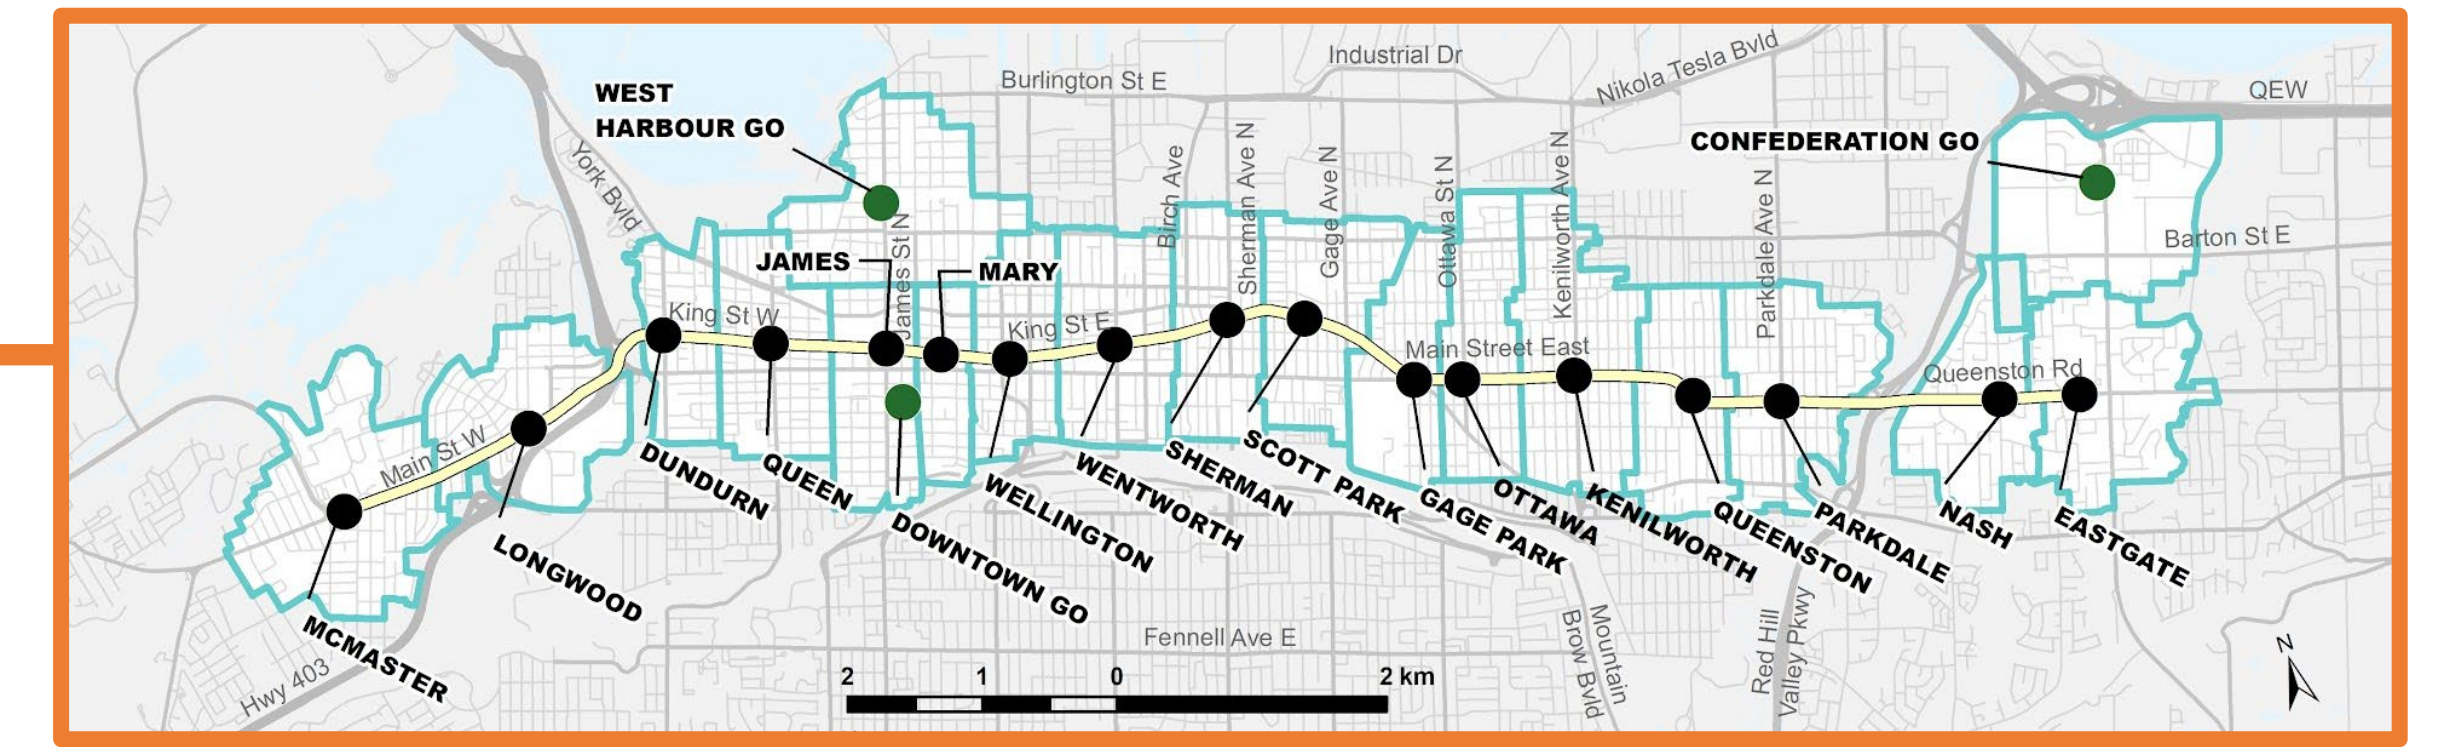 Industrial Dr
Nikola Tesla Bvld
Burlington St E
QEW
WEST
HARBOUR GO
CONFEDERATION GO
York Bvld
Birch Ave
Sherman Ave N
Gage Ave N
Ottawa St N
Kenilworth Ave N
Parkdale Ave N
Barton St E
James St N
JAMES
MARY
King St W
King St E
Main Street East
Queenston Rd
Main St W
DUNDURN
QUEEN
DOWNTOWN GO
WELLINGTON
WENTWORTH
SHERMAN
SCOTT PARK
GAGE PARK
OTTAWA
KENILWORTH
QUEENSTON
PARKDALE
NASH
EASTGATE
LONGWOOD
MCMASTER
Hwy 403
Fennell Ave E
Mountain
Brow Bvld
Red Hill
Valley Pkwy
2 1 0 2 km
N